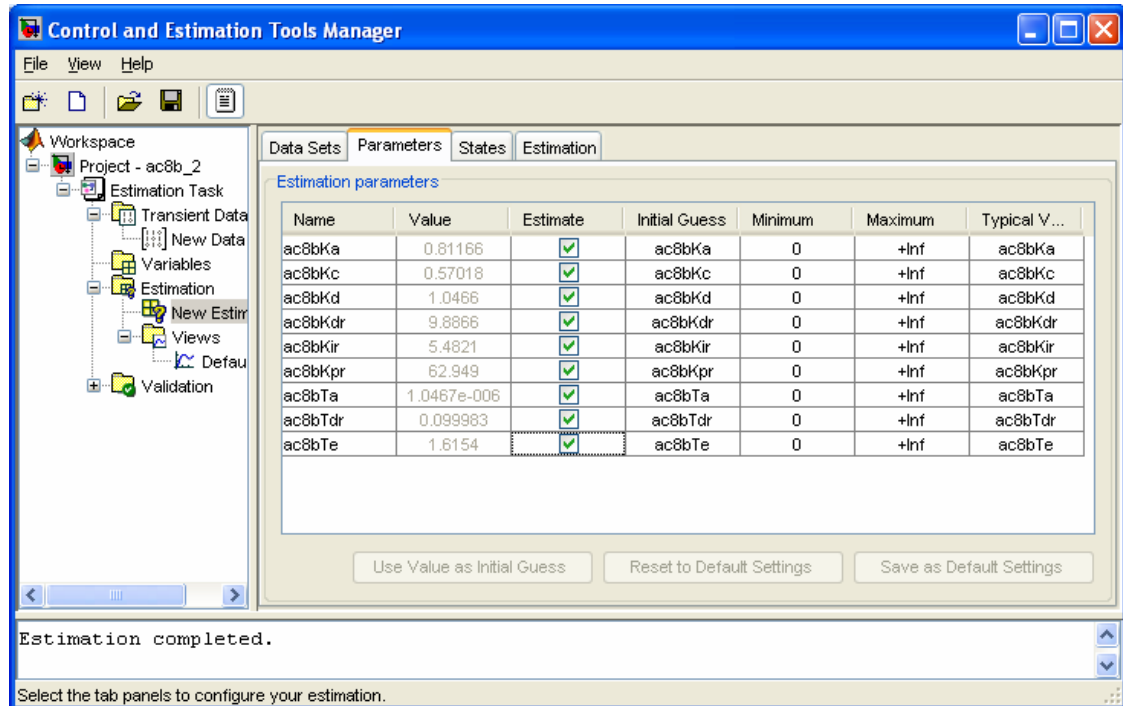 Control and Estimation Tools Manager
File View Help
Workspace
Project - ac8b_2
Estimation Task
Transient Data
New Data
Variables
Estimation
New Estim
Views
Defau
Validation
Data Sets Parameters States Estimation
Estimation parameters
Name Value Estimate Initial Guess Minimum Maximum Typical V...
ac8bKa 0.81166 ac8bKa 0 +Inf ac8bKa
ac8bKc 0.57018 ac8bKc 0 +Inf ac8bKc
ac8bKd 1.0466 ac8bKd 0 +Inf ac8bKd
ac8bKdr 9.8866 ac8bKdr 0 +Inf ac8bKdr
ac8bKir 5.4821 ac8bKir 0 +Inf ac8bKir
ac8bKpr 62.949 ac8bKpr 0 +Inf ac8bKpr
ac8bTa 1.0467e-006 ac8bTa 0 +Inf ac8bTa
ac8bTdr 0.099983 ac8bTdr 0 +Inf ac8bTdr
ac8bTe 1.6154 ac8bTe 0 +Inf ac8bTe
Use Value as Initial Guess Reset to Default Settings Save as Default Settings
Estimation completed.
Select the tab panels to configure your estimation.